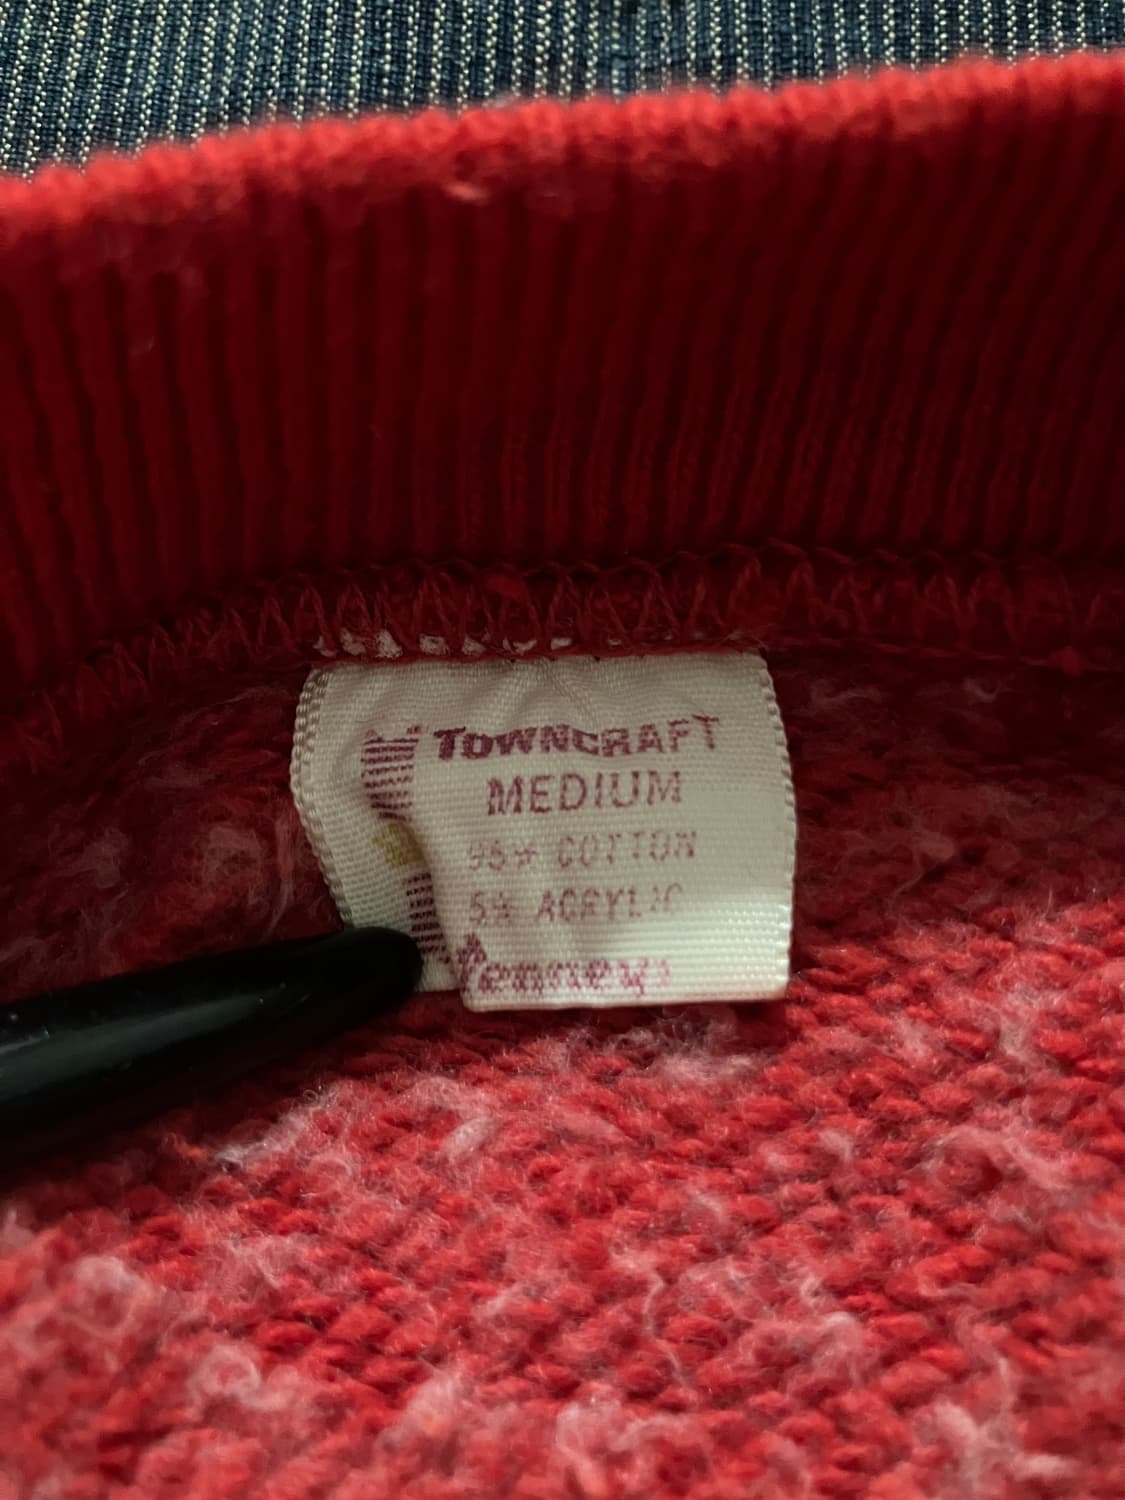 TOWNCRAFT
MEDIUM
95% COTTON
5% ACRYLIC
Penneys